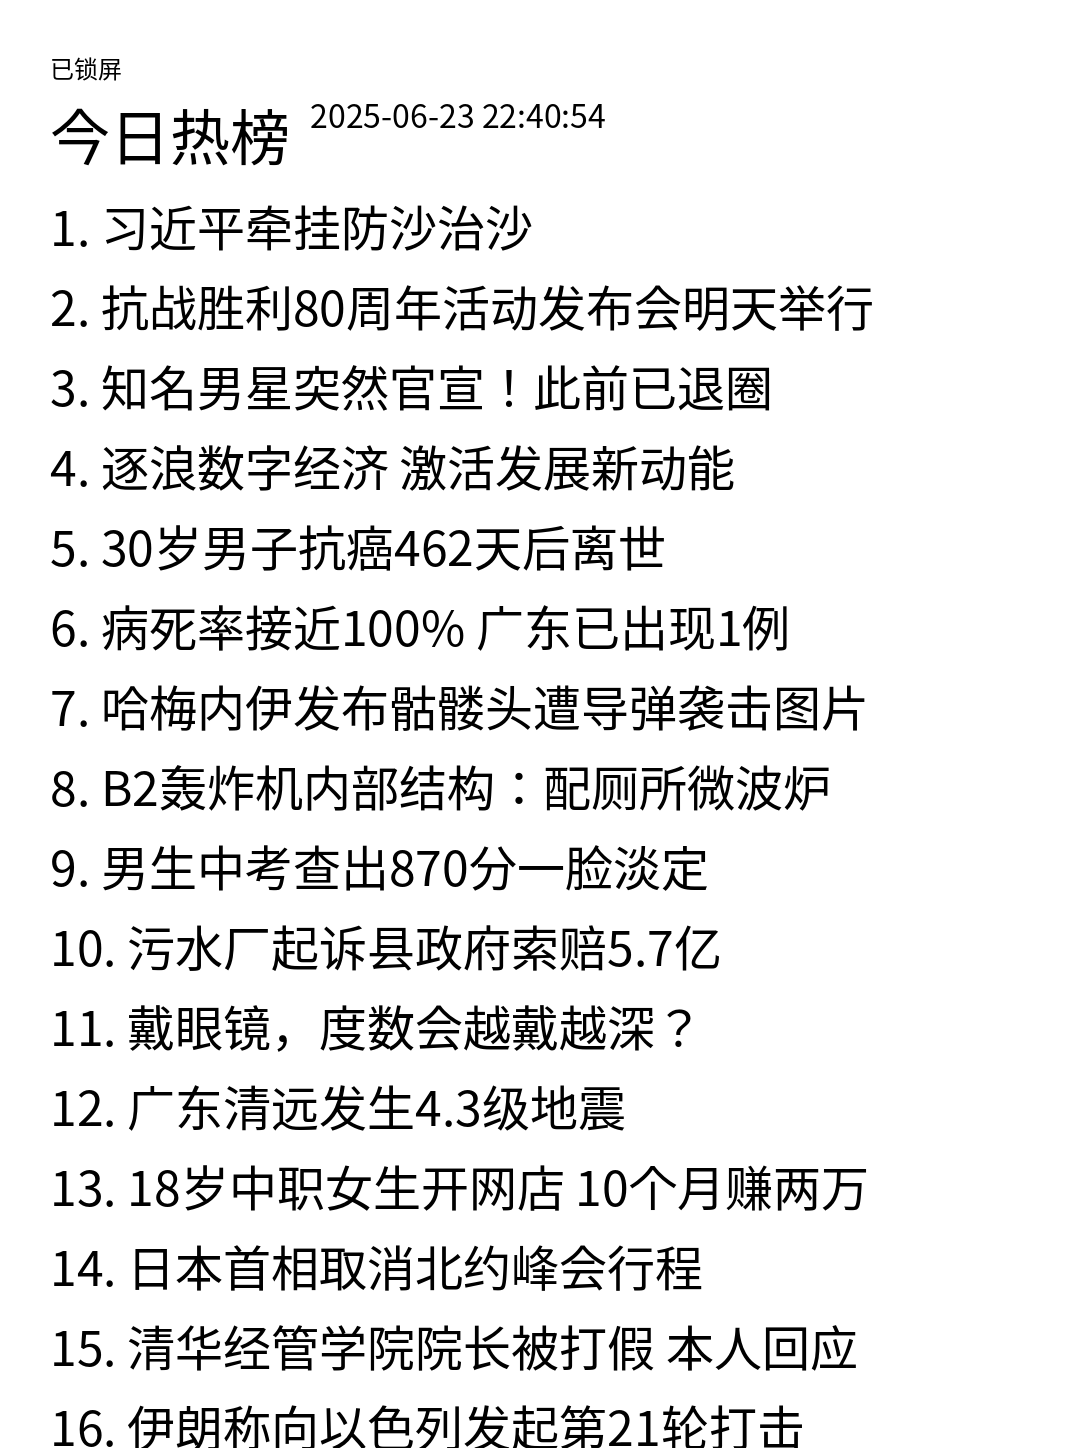 已锁屏
今日热榜 2025-06-23 22:40:54
1. 习近平牵挂防沙治沙
2. 抗战胜利80周年活动发布会明天举行
3. 知名男星突然官宣！此前已退圈
4. 逐浪数字经济 激活发展新动能
5. 30岁男子抗癌462天后离世
6. 病死率接近100% 广东已出现1例
7. 哈梅内伊发布骷髅头遭导弹袭击图片
8. B2轰炸机内部结构：配厕所微波炉
9. 男生中考查出870分一脸淡定
10. 污水厂起诉县政府索赔5.7亿
11. 戴眼镜，度数会越戴越深？
12. 广东清远发生4.3级地震
13. 18岁中职女生开网店 10个月赚两万
14. 日本首相取消北约峰会行程
15. 清华经管学院院长被打假 本人回应
16. 伊朗称向以色列发起第21轮打击